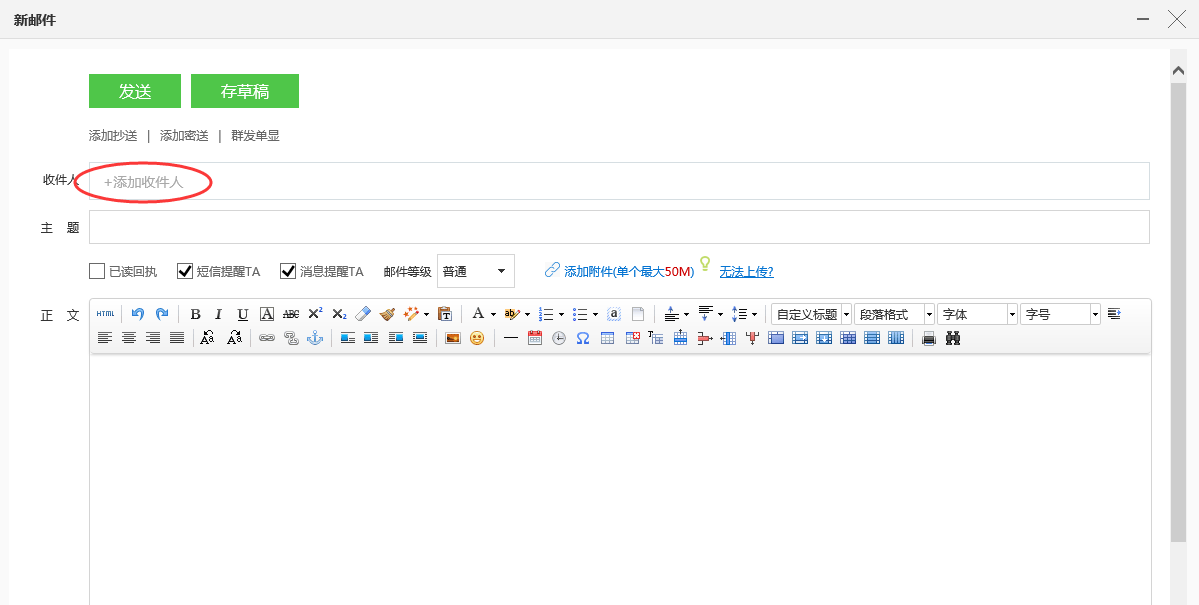 新邮件
发送 存草稿
添加抄送 | 添加密送 | 群发单显
收件人 +添加收件人
主 题
已读回执 短信提醒TA 消息提醒TA 邮件等级 普通 添加附件(单个最大50M) 无法上传?
正 文 HTML B I U A ABC X² X₂ A ab a 自定义标题 段落格式 字体 字号
A A Ω T